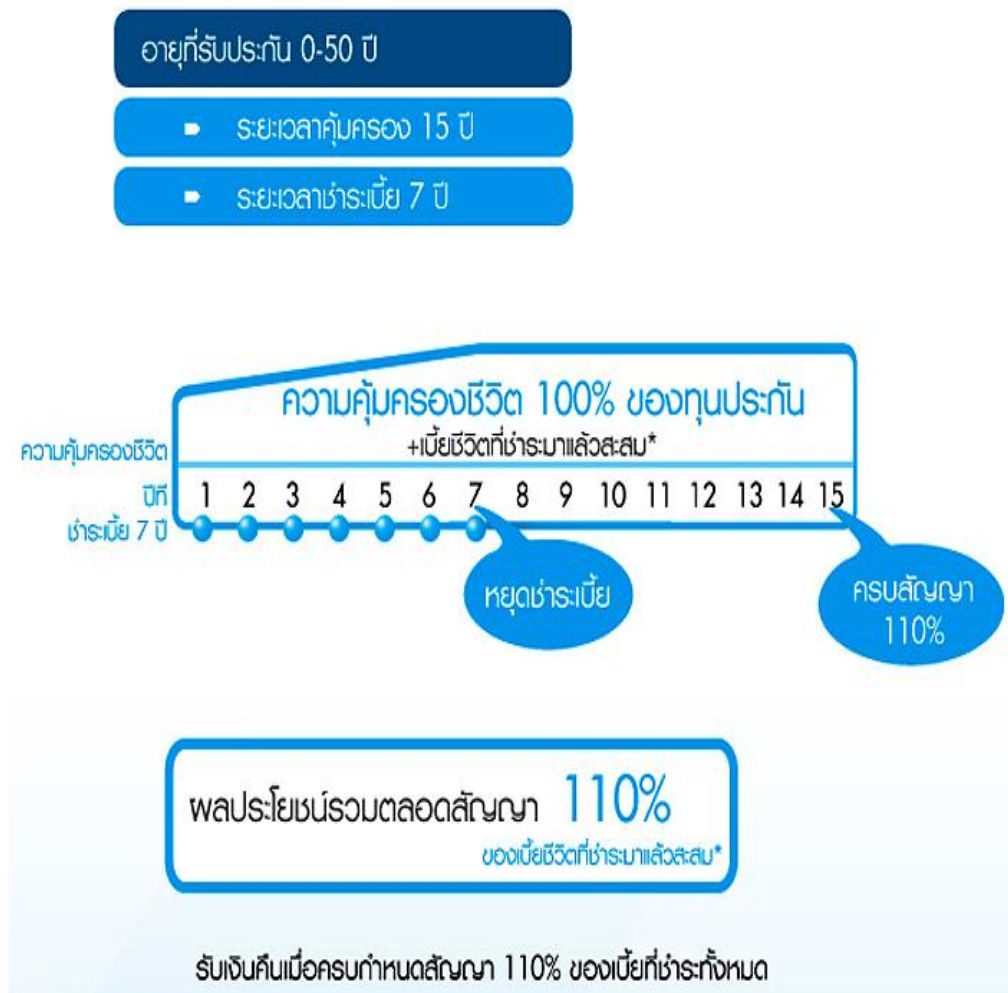 อายุที่รับประกัน 0-50 ปี
ระยะเวลาคุ้มครอง 15 ปี
ระยะเวลาชำระเบี้ย 7 ปี
ความคุ้มครองชีวิต 100% ของทุนประกัน
+เบี้ยชีวิตที่ชำระมาแล้วสะสม*
ความคุ้มครองชีวิต
ปีที่ 1 2 3 4 5 6 7 8 9 10 11 12 13 14 15
ชำระเบี้ย 7 ปี
หยุดชำระเบี้ย
ครบสัญญา
110%
ผลประโยชน์รวมตลอดสัญญา 110%
ของเบี้ยชีวิตที่ชำระมาแล้วสะสม*
รับเงินคืนเมื่อครบกำหนดสัญญา 110% ของเบี้ยที่ชำระทั้งหมด